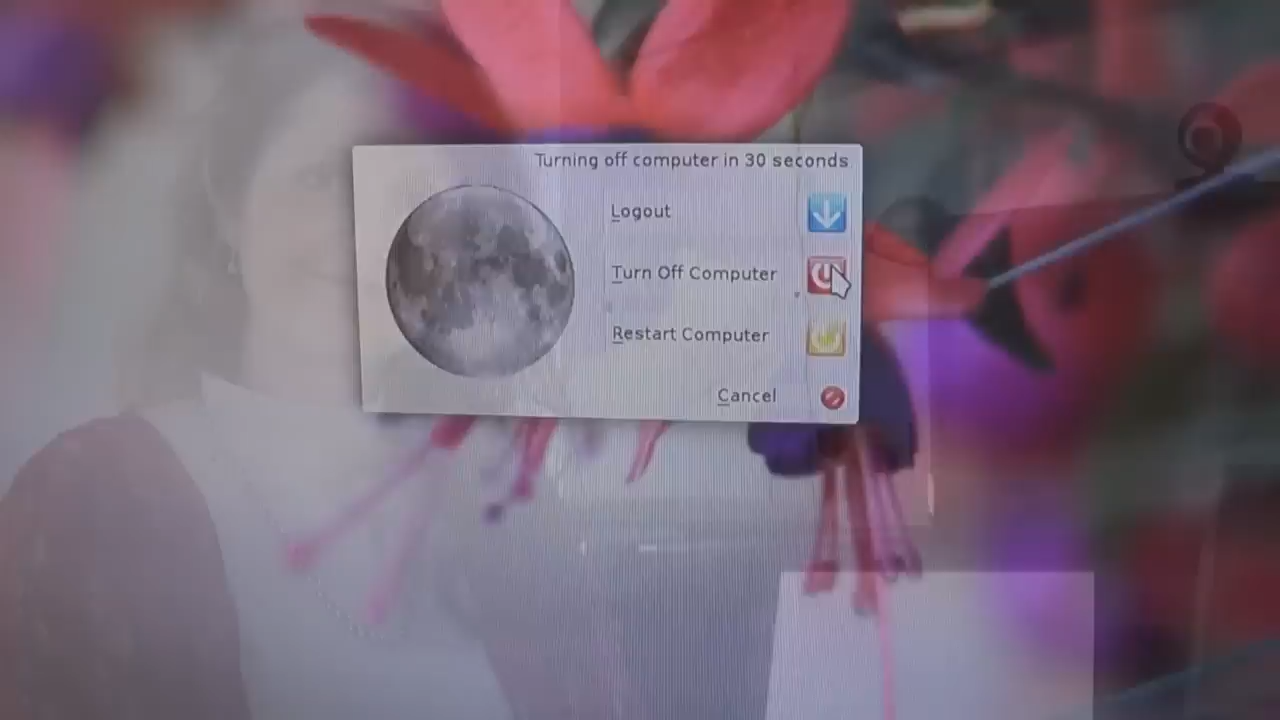 Turning off computer in 30 seconds
Logout
Turn Off Computer
Restart Computer
Cancel